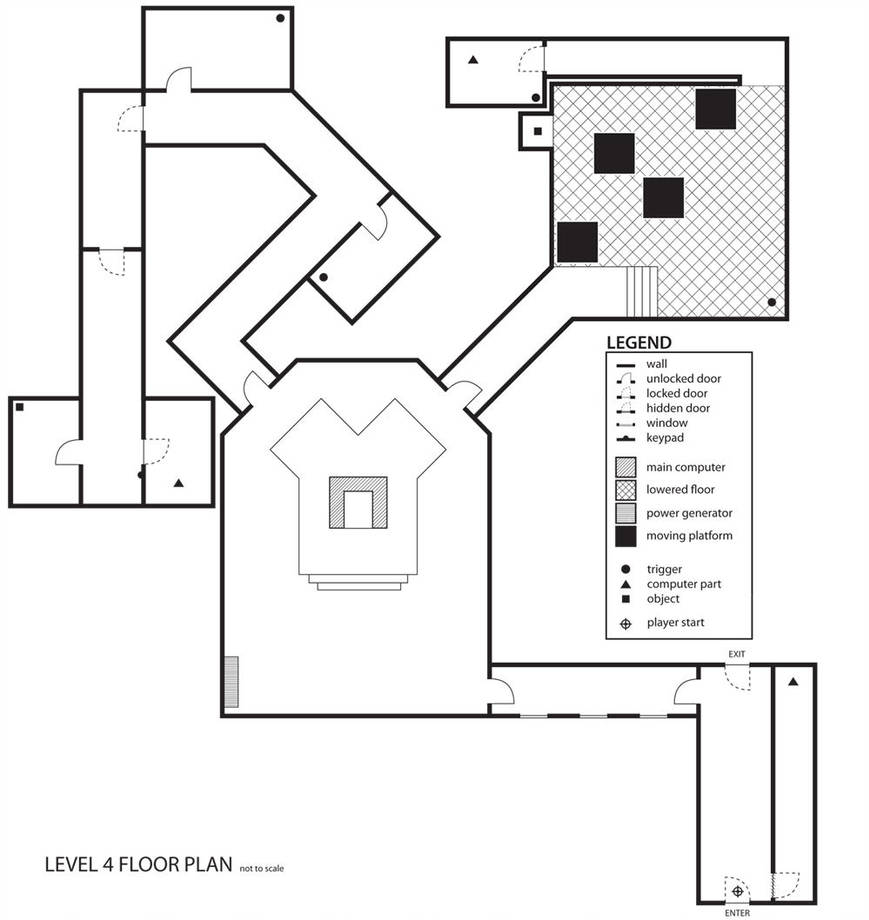 LEGEND
wall
unlocked door
locked door
hidden door
window
keypad
main computer
lowered floor
power generator
moving platform
trigger
computer part
object
player start
EXIT
LEVEL 4 FLOOR PLAN not to scale
ENTER